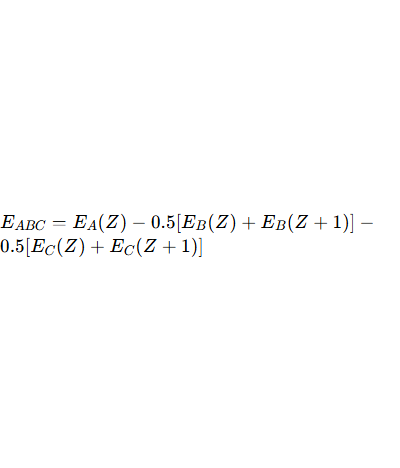 E_{ABC} = E_A(Z) − 0.5[E_B(Z) + E_B(Z + 1)] −
0.5[E_C(Z) + E_C(Z + 1)]